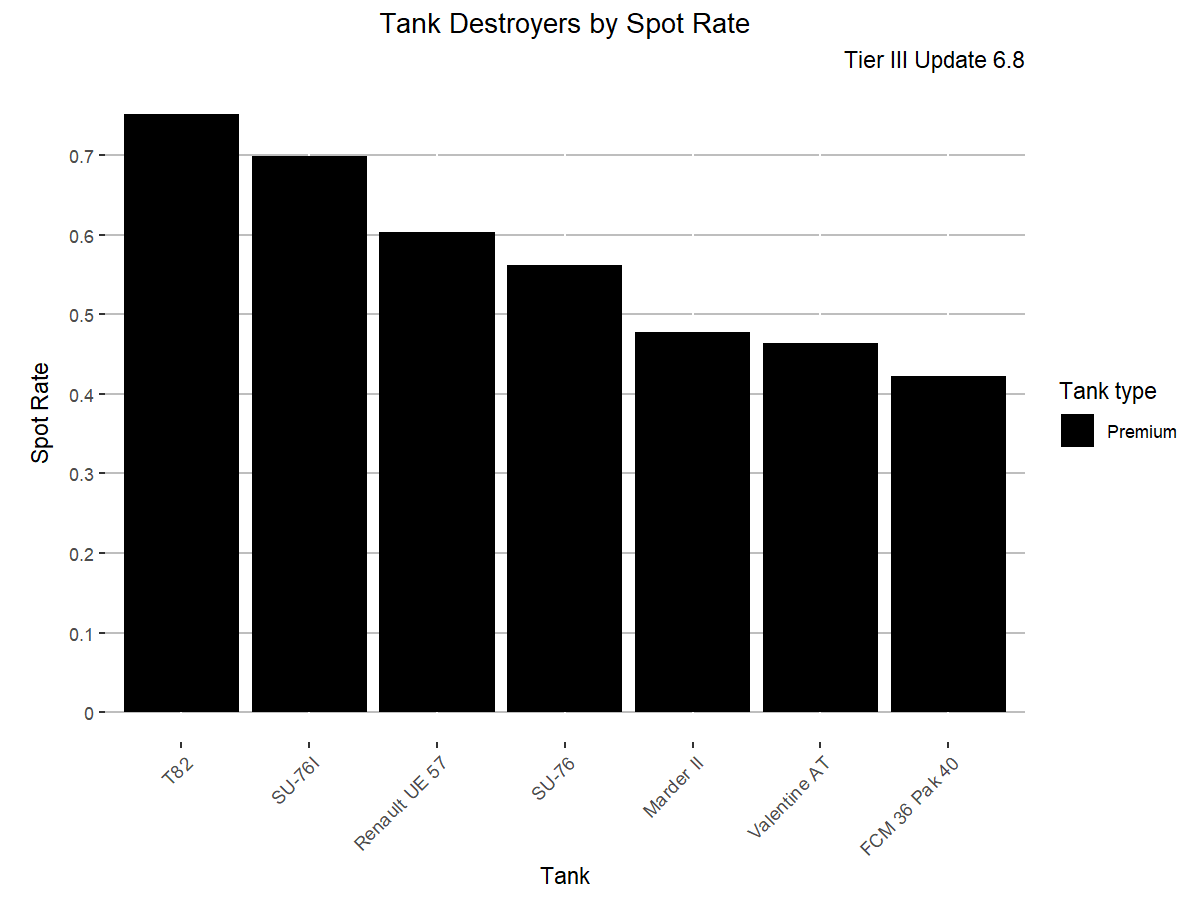 Tank Destroyers by Spot Rate
Tier III Update 6.8
Spot Rate
0.7
0.6
0.5
0.4
0.3
0.2
0.1
0
T82
SU-76I
Renault UE 57
SU-76
Marder II
Valentine AT
FCM 36 Pak 40
Tank
Tank type
Premium